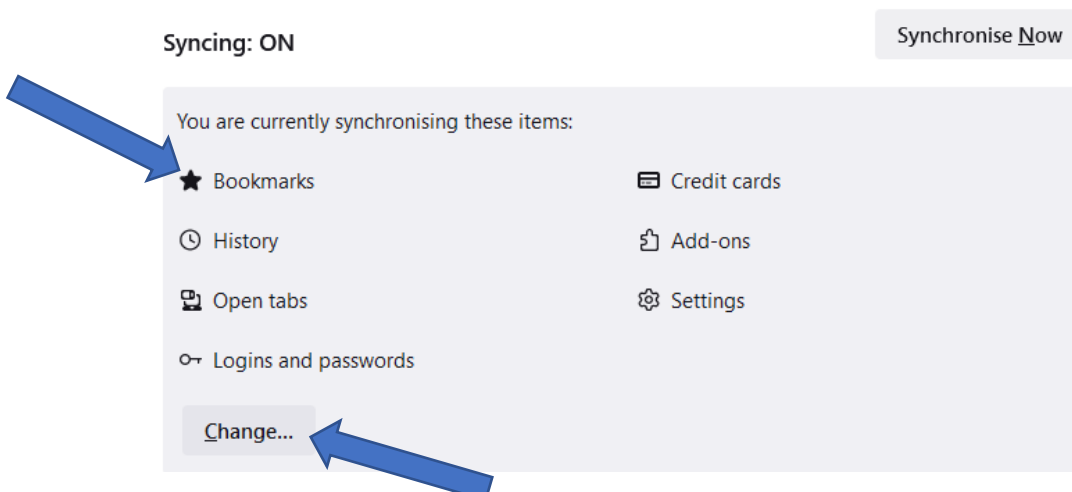 Syncing: ON
Synchronise Now
You are currently synchronising these items:
Bookmarks
Credit cards
History
Add-ons
Open tabs
Settings
Logins and passwords
Change...